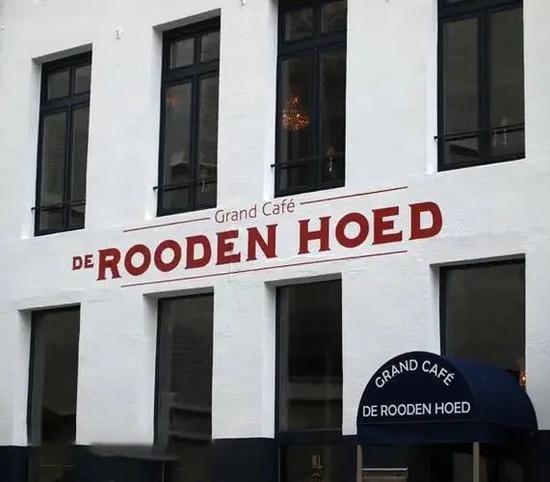 Grand Café
DE ROODEN HOED
GRAND CAFÉ
DE ROODEN HOED